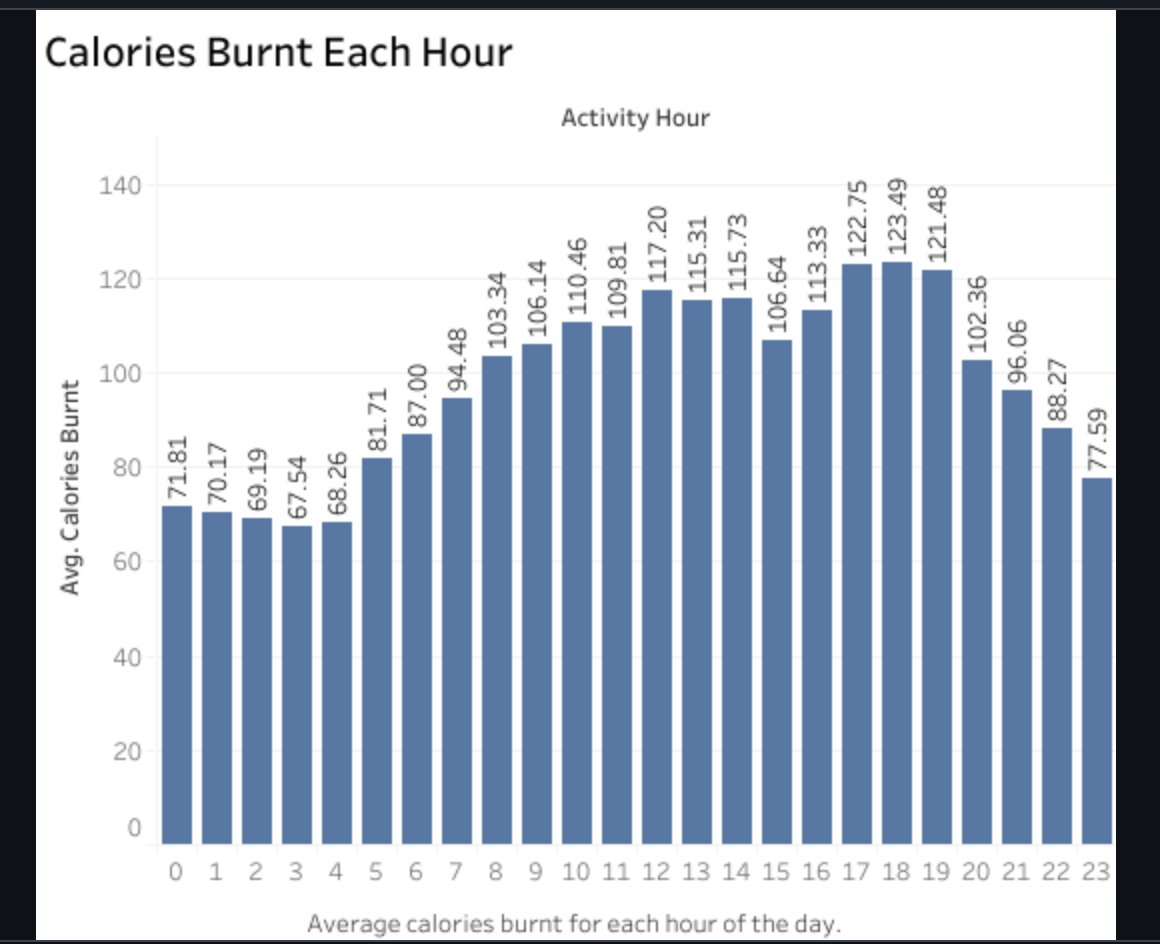 Calories Burnt Each Hour
Activity Hour
Avg. Calories Burnt
140
120
100
80
60
40
20
0
71.81 70.17 69.19 67.54 68.26 81.71 87.00 94.48 103.34 106.14 110.46 109.81 117.20 115.31 115.73 106.64 113.33 122.75 123.49 121.48 102.36 96.06 88.27 77.59
0 1 2 3 4 5 6 7 8 9 10 11 12 13 14 15 16 17 18 19 20 21 22 23
Average calories burnt for each hour of the day.